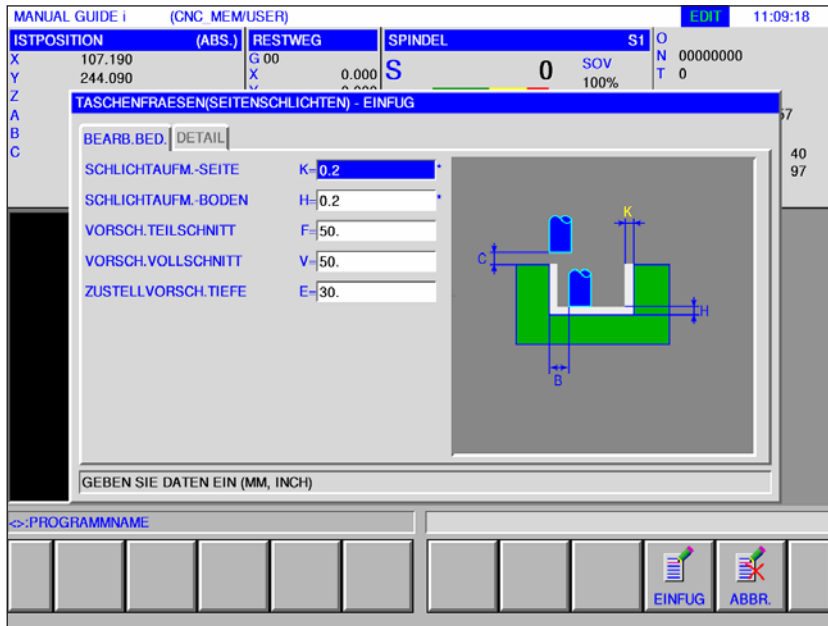 MANUAL GUIDE i (CNC_MEM/USER) EDIT 11:09:18
ISTPOSITION (ABS.) RESTWEG SPINDEL S1 O
X 107.190 G 00 N 00000000
Y 244.090 X 0.000 S 0 SOV 100% T 0
Z
A
B
C
40
97
TASCHENFRAESEN(SEITENSCHLICHTEN) - EINFUG
BEARB.BED. DETAIL
SCHLICHTAUFM.-SEITE K=0.2 *
SCHLICHTAUFM.-BODEN H=0.2 *
VORSCH.TEILSCHNITT F=50.
VORSCH.VOLLSCHNITT V=50.
ZUSTELLVORSCH.TIEFE E=30.
K
C
H
B
GEBEN SIE DATEN EIN (MM, INCH)
<>:PROGRAMMNAME
EINFUG ABBR.